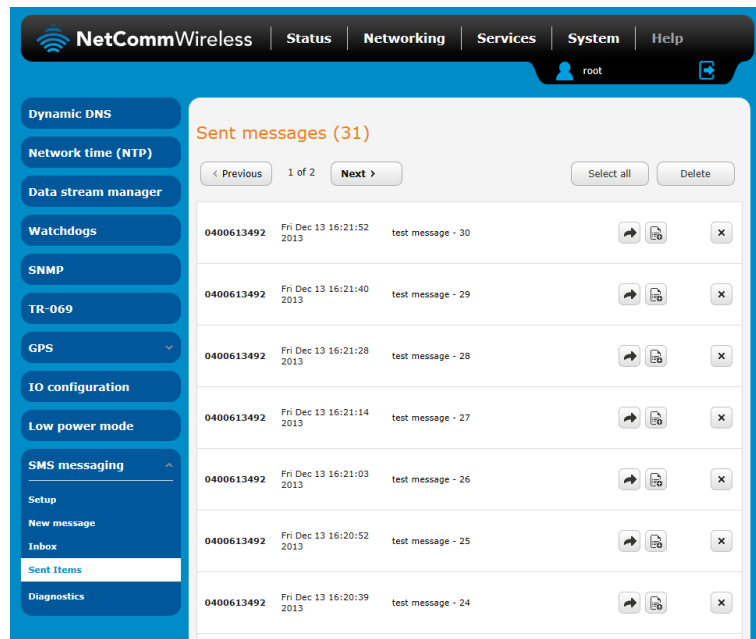 NetCommWireless Status Networking Services System Help
root
Dynamic DNS
Network time (NTP)
Data stream manager
Watchdogs
SNMP
TR-069
GPS
IO configuration
Low power mode
SMS messaging
Setup
New message
Inbox
Sent Items
Diagnostics
Sent messages (31)
< Previous 1 of 2 Next > Select all Delete
0400613492 Fri Dec 13 16:21:52 test message - 30
2013
0400613492 Fri Dec 13 16:21:40 test message - 29
2013
0400613492 Fri Dec 13 16:21:28 test message - 28
2013
0400613492 Fri Dec 13 16:21:14 test message - 27
2013
0400613492 Fri Dec 13 16:21:03 test message - 26
2013
0400613492 Fri Dec 13 16:20:52 test message - 25
2013
0400613492 Fri Dec 13 16:20:39 test message - 24
2013